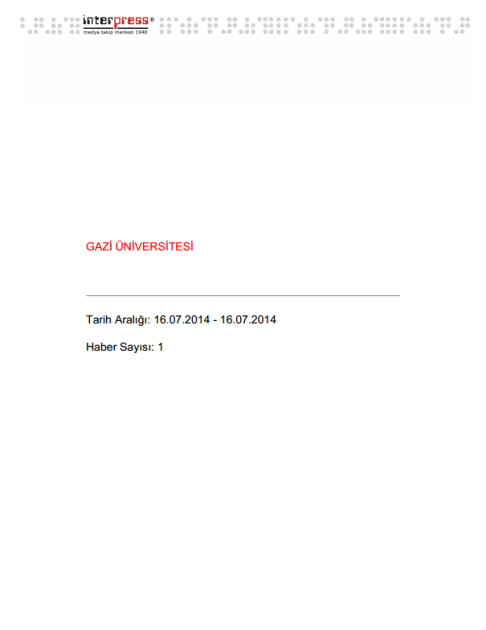 interpress®
medya takip merkezi 1940
GAZİ ÜNİVERSİTESİ
Tarih Aralığı: 16.07.2014 - 16.07.2014
Haber Sayısı: 1